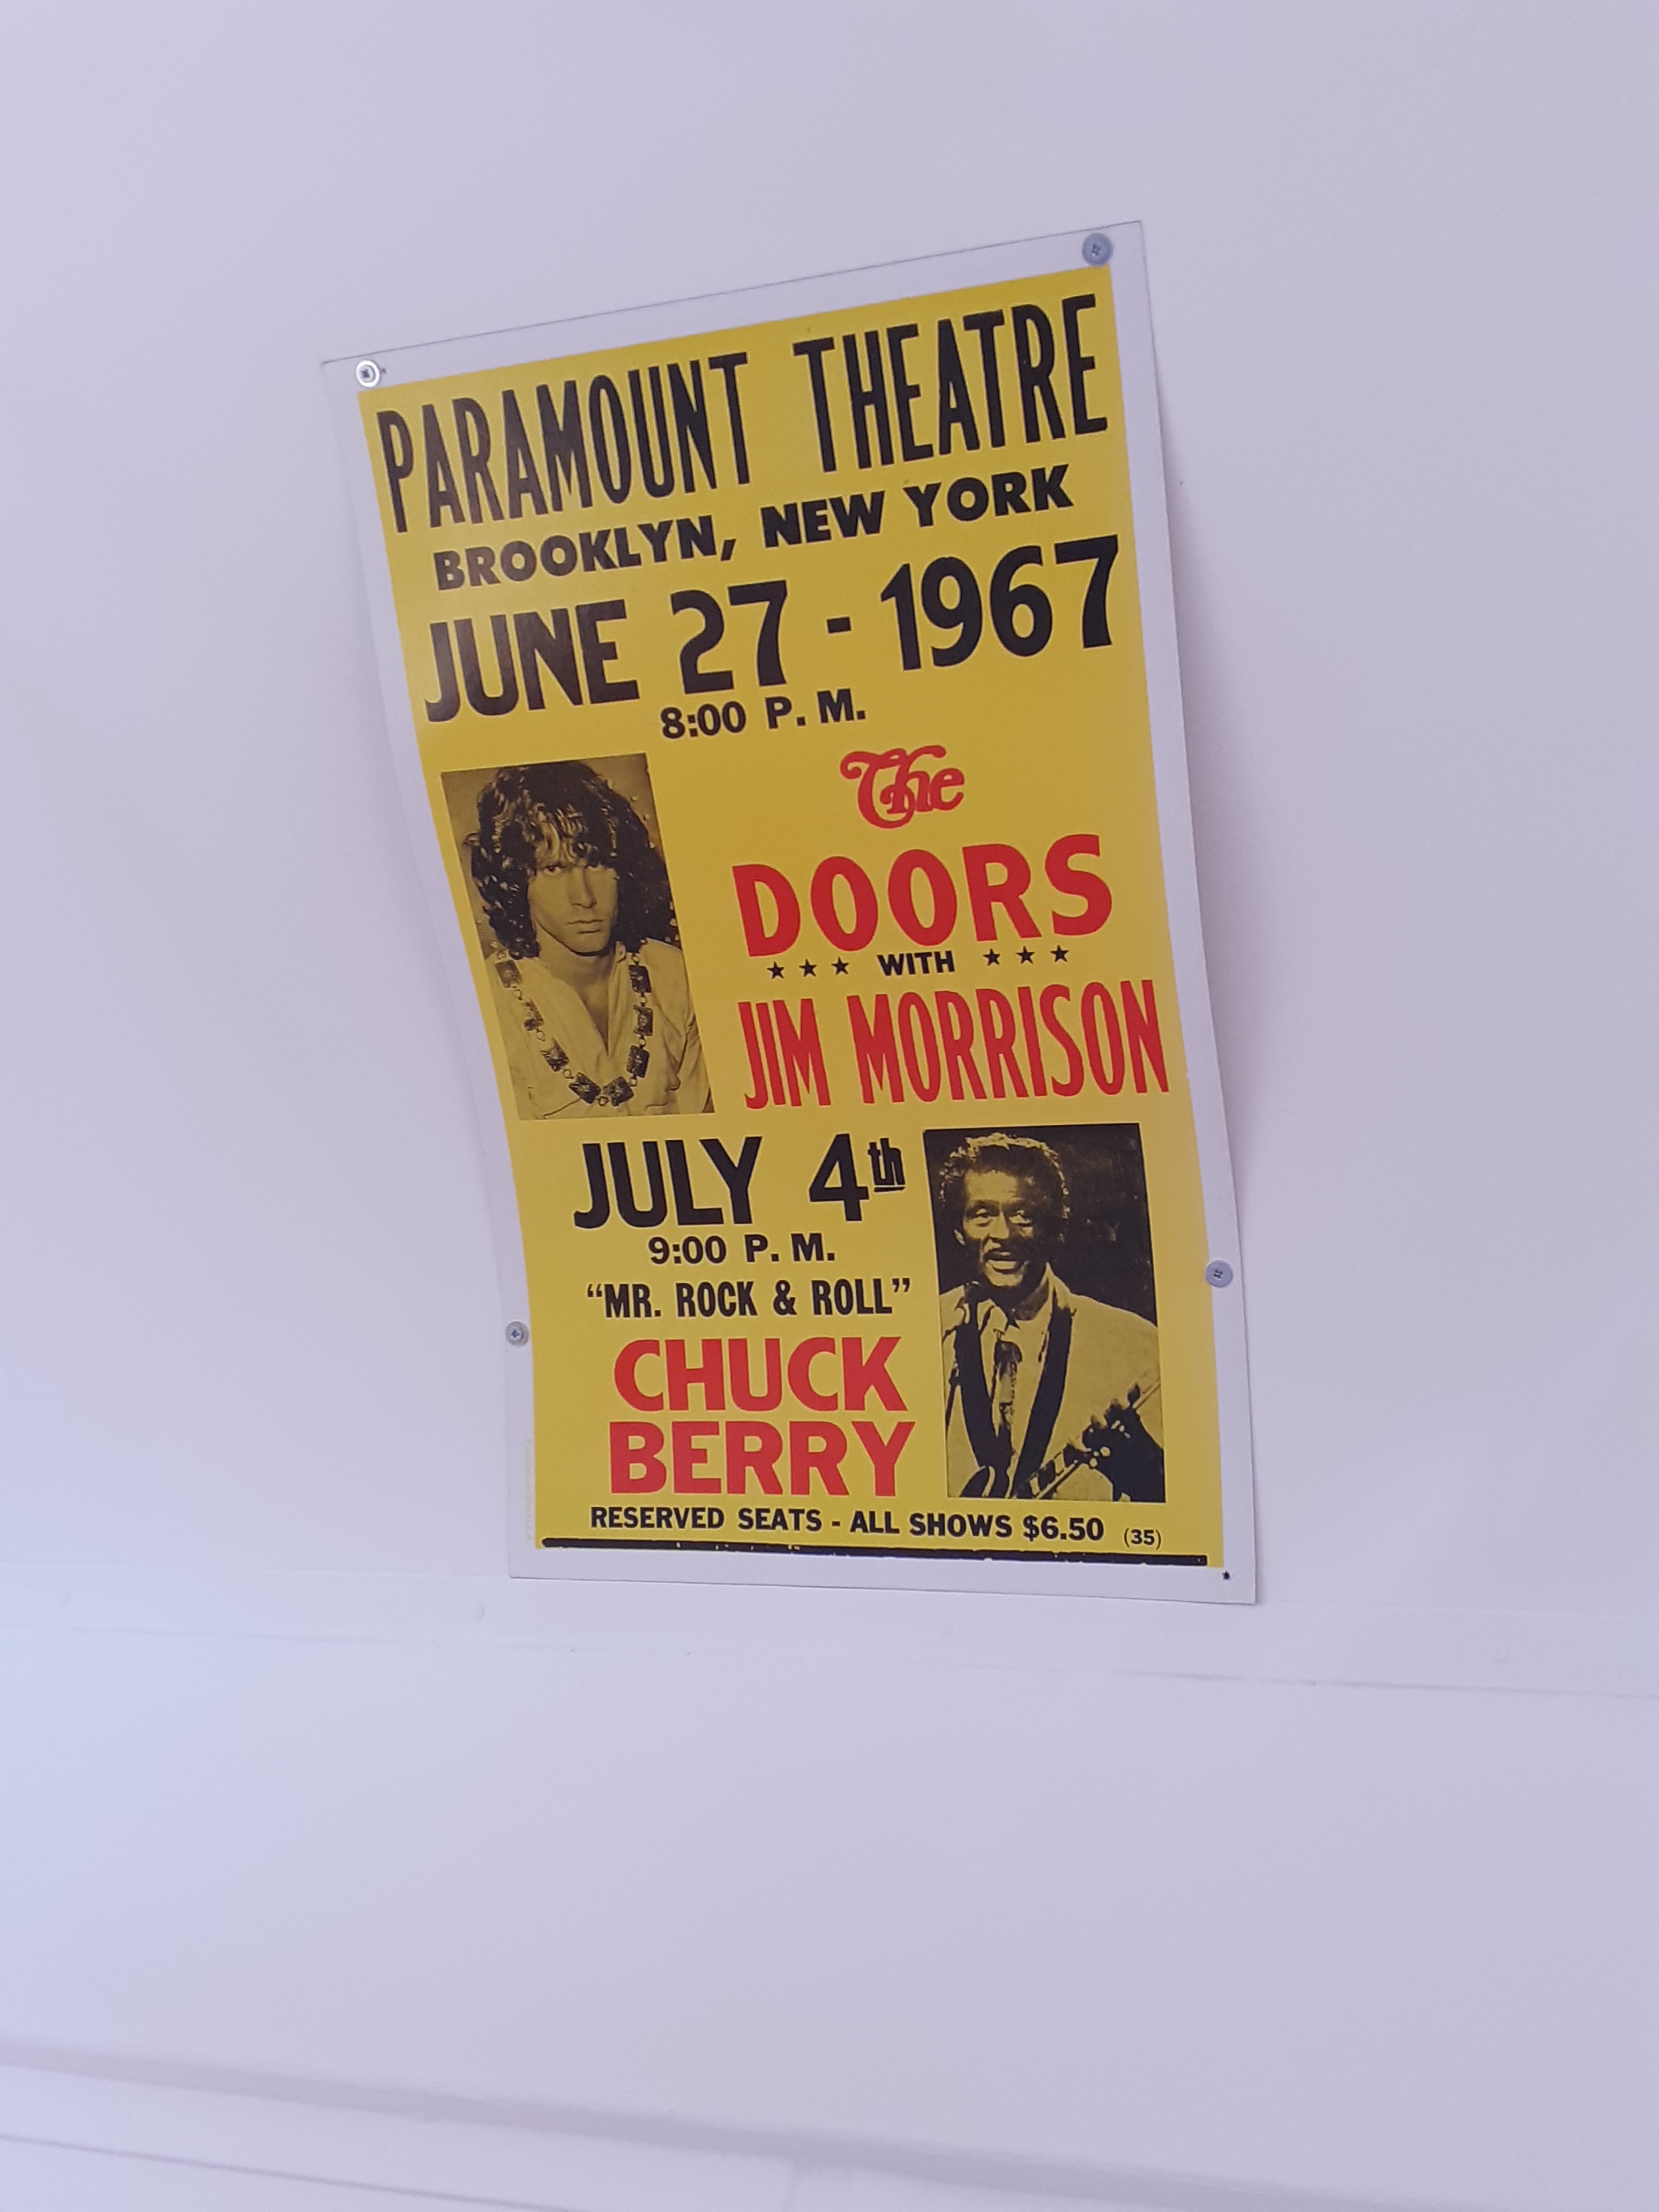 PARAMOUNT THEATRE
BROOKLYN, NEW YORK
JUNE 27 - 1967
8:00 P. M.
The
DOORS
★ ★ ★ WITH ★ ★ ★
JIM MORRISON
JULY 4th
9:00 P. M.
“MR. ROCK & ROLL”
CHUCK
BERRY
RESERVED SEATS - ALL SHOWS $6.50 (35)